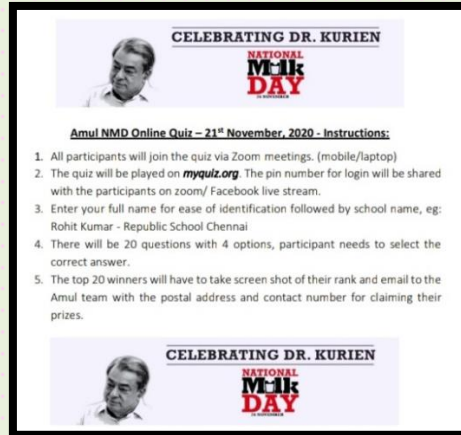 CELEBRATING DR. KURIEN
NATIONAL
Milk
DAY
26 NOVEMBER
Amul NMD Online Quiz – 21st November, 2020 - Instructions:
1. All participants will join the quiz via Zoom meetings. (mobile/laptop)
2. The quiz will be played on myquiz.org. The pin number for login will be shared
with the participants on zoom/ Facebook live stream.
3. Enter your full name for ease of identification followed by school name, eg:
Rohit Kumar - Republic School Chennai
4. There will be 20 questions with 4 options, participant needs to select the
correct answer.
5. The top 20 winners will have to take screen shot of their rank and email to the
Amul team with the postal address and contact number for claiming their
prizes.
CELEBRATING DR. KURIEN
NATIONAL
Milk
DAY
26 NOVEMBER